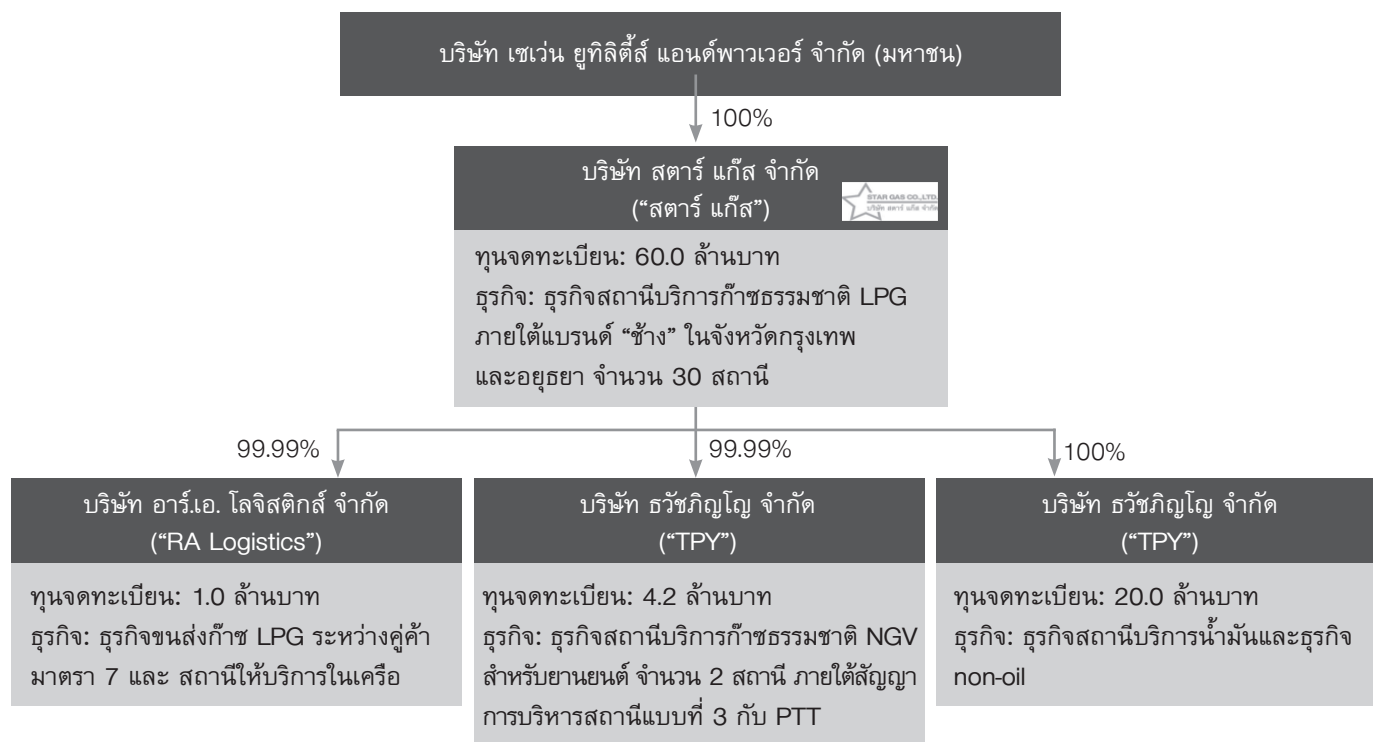 บริษัท เซเว่น ยูทิลิตี้ส์ แอนด์พาวเวอร์ จำกัด (มหาชน)
100%
บริษัท สตาร์ แก๊ส จำกัด
(“สตาร์ แก๊ส”)
STAR GAS CO.,LTD.
บริษัท สตาร์ แก๊ส จำกัด
ทุนจดทะเบียน: 60.0 ล้านบาท
ธุรกิจ: ธุรกิจสถานีบริการก๊าซธรรมชาติ LPG
ภายใต้แบรนด์ “ช้าง” ในจังหวัดกรุงเทพ
และอยุธยา จำนวน 30 สถานี
99.99%
99.99%
100%
บริษัท อาร์.เอ. โลจิสติกส์ จำกัด
(“RA Logistics”)
ทุนจดทะเบียน: 1.0 ล้านบาท
ธุรกิจ: ธุรกิจขนส่งก๊าซ LPG ระหว่างคู่ค้า
มาตรา 7 และ สถานีให้บริการในเครือ
บริษัท ธวัชภิญโญ จำกัด
(“TPY”)
ทุนจดทะเบียน: 4.2 ล้านบาท
ธุรกิจ: ธุรกิจสถานีบริการก๊าซธรรมชาติ NGV
สำหรับยานยนต์ จำนวน 2 สถานี ภายใต้สัญญา
การบริหารสถานีแบบที่ 3 กับ PTT
บริษัท ธวัชภิญโญ จำกัด
(“TPY”)
ทุนจดทะเบียน: 20.0 ล้านบาท
ธุรกิจ: ธุรกิจสถานีบริการน้ำมันและธุรกิจ
non-oil